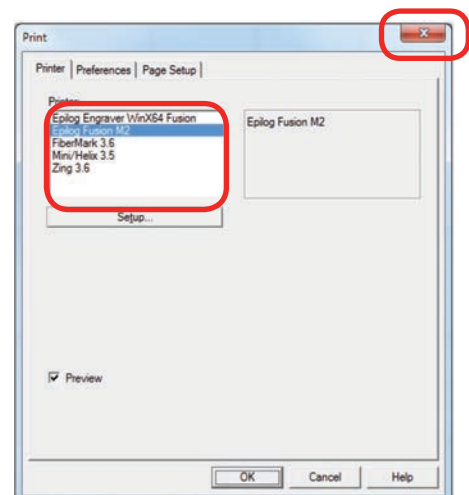 Print
Printer Preferences Page Setup
Printer
Epilog Engraver WinX64 Fusion
Epilog Fusion M2
FiberMark 3.6
Mini/Helix 3.5
Zing 3.6
Epilog Fusion M2
Setup...
Preview
OK Cancel Help